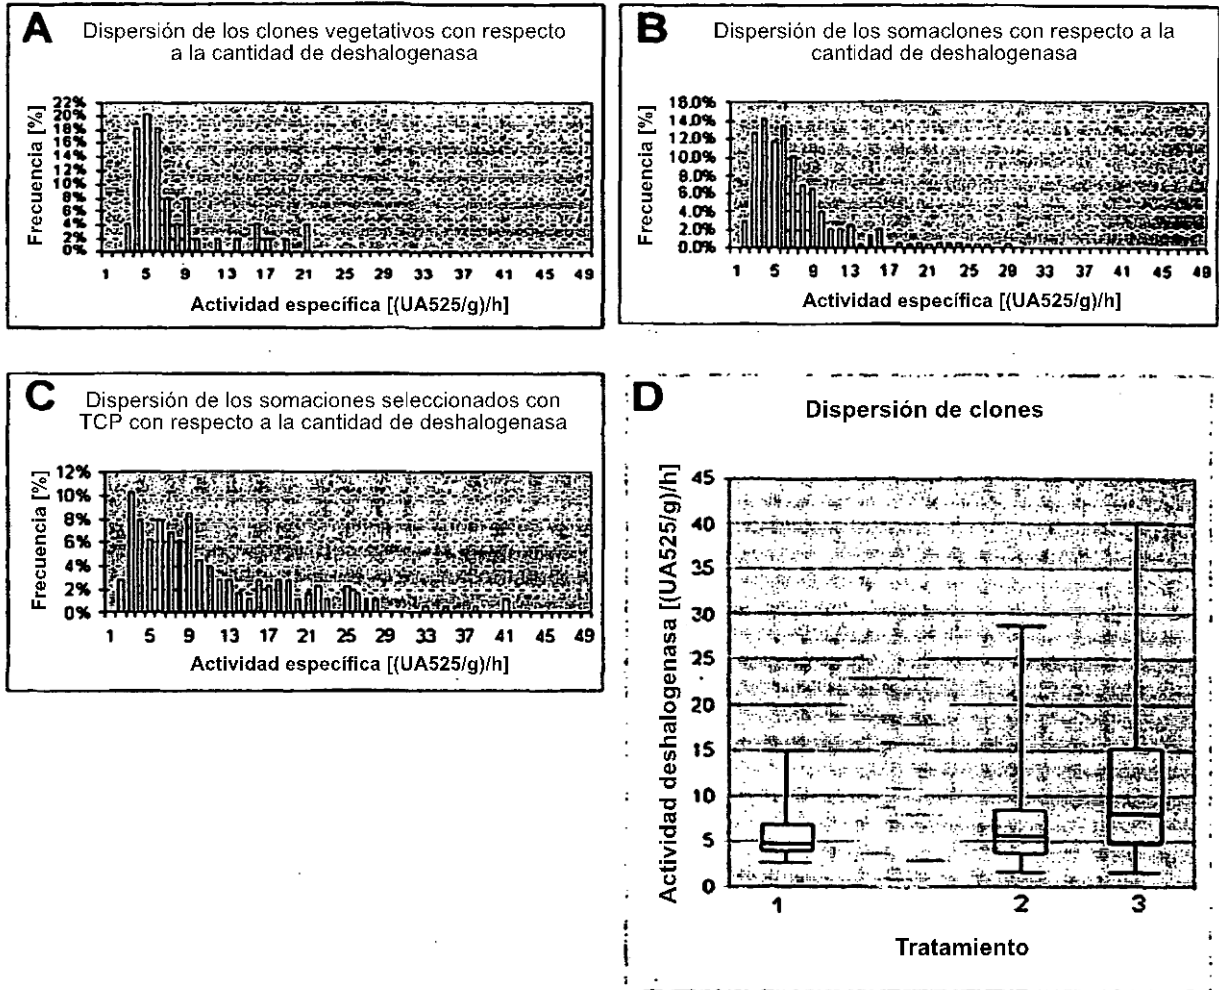 A
Dispersión de los clones vegetativos con respecto
a la cantidad de deshalogenasa
Frecuencia [%]
22%
20%
18%
16%
14%
12%
10%
8%
6%
4%
2%
0%
1 5 9 13 17 21 25 29 33 37 41 45 49
Actividad específica [(UA525/g)/h]
B
Dispersión de los somaclones con respecto a la
cantidad de deshalogenasa
Frecuencia [%]
18.0%
16.0%
14.0%
12.0%
10.0%
8.0%
6.0%
4.0%
2.0%
0.0%
1 5 9 13 17 21 25 29 33 37 41 45 49
Actividad específica [(UA525/g)/h]
C
Dispersión de los somaciones seleccionados con
TCP con respecto a la cantidad de deshalogenasa
Frecuencia [%]
12%
10%
8%
6%
4%
2%
0%
1 5 9 13 17 21 25 29 33 37 41 45 49
Actividad específica [(UA525/g)/h]
D
Dispersión de clones
Actividad deshalogenasa [(UA525/g)/h]
45
40
35
30
25
20
15
10
5
0
1 2 3
Tratamiento